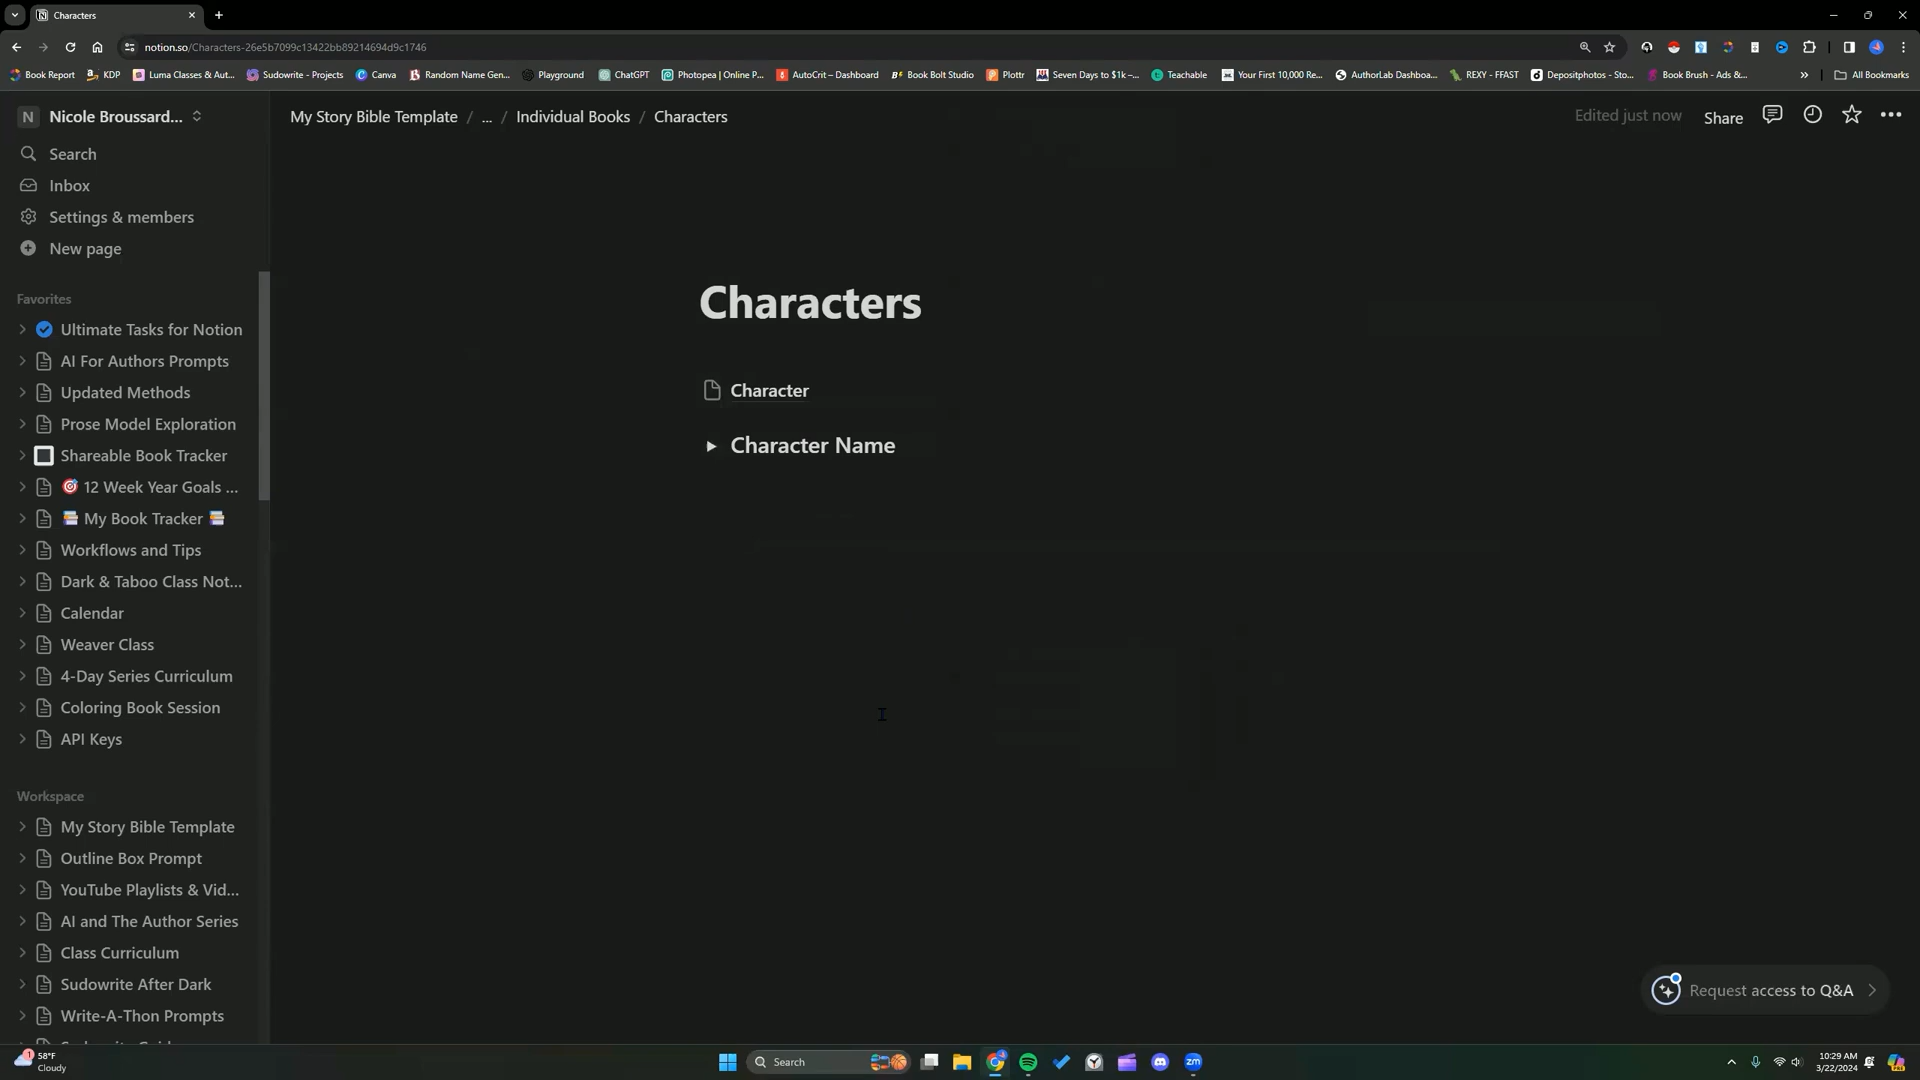 Characters
notion.so/Characters-26e5b7099c13422bb89214694d9c1746
Book Report
KDP
Luma Classes & Aut...
Sudowrite - Projects
Canva
Random Name Gen...
Playground
ChatGPT
Photopea | Online P...
AutoCrit – Dashboard
Book Bolt Studio
Plottr
Seven Days to $1k –...
Teachable
Your First 10,000 Re...
AuthorLab Dashboa...
REXY - FFAST
Depositphotos - Sto...
Book Brush - Ads &...
All Bookmarks
N
Nicole Broussard...
My Story Bible Template / ... / Individual Books / Characters
Edited just now
Share
Search
Inbox
Settings & members
New page
Favorites
Ultimate Tasks for Notion
AI For Authors Prompts
Updated Methods
Prose Model Exploration
Shareable Book Tracker
12 Week Year Goals ...
My Book Tracker
Workflows and Tips
Dark & Taboo Class Not...
Calendar
Weaver Class
4-Day Series Curriculum
Coloring Book Session
API Keys
Workspace
My Story Bible Template
Outline Box Prompt
YouTube Playlists & Vid...
AI and The Author Series
Class Curriculum
Sudowrite After Dark
Write-A-Thon Prompts
Characters
Character
Character Name
Request access to Q&A
1
58°F
Cloudy
Search
zm
10:29 AM
3/22/2024